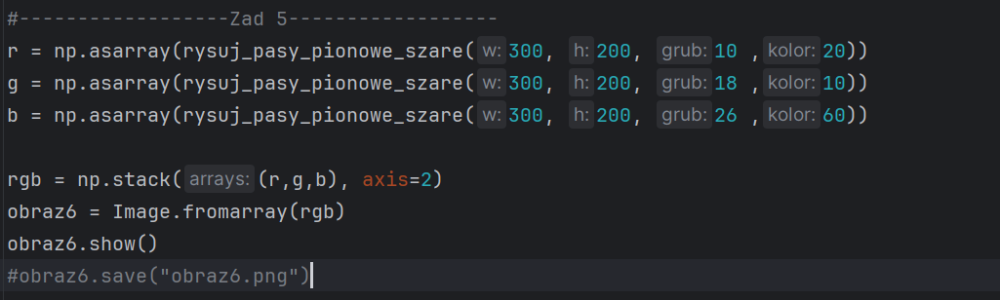 #------------------Zad 5------------------
r = np.asarray(rysuj_pasy_pionowe_szare( w: 300, h: 200, grub: 10 , kolor: 20))
g = np.asarray(rysuj_pasy_pionowe_szare( w: 300, h: 200, grub: 18 , kolor: 10))
b = np.asarray(rysuj_pasy_pionowe_szare( w: 300, h: 200, grub: 26 , kolor: 60))
rgb = np.stack( arrays: (r,g,b), axis=2)
obraz6 = Image.fromarray(rgb)
obraz6.show()
#obraz6.save("obraz6.png")